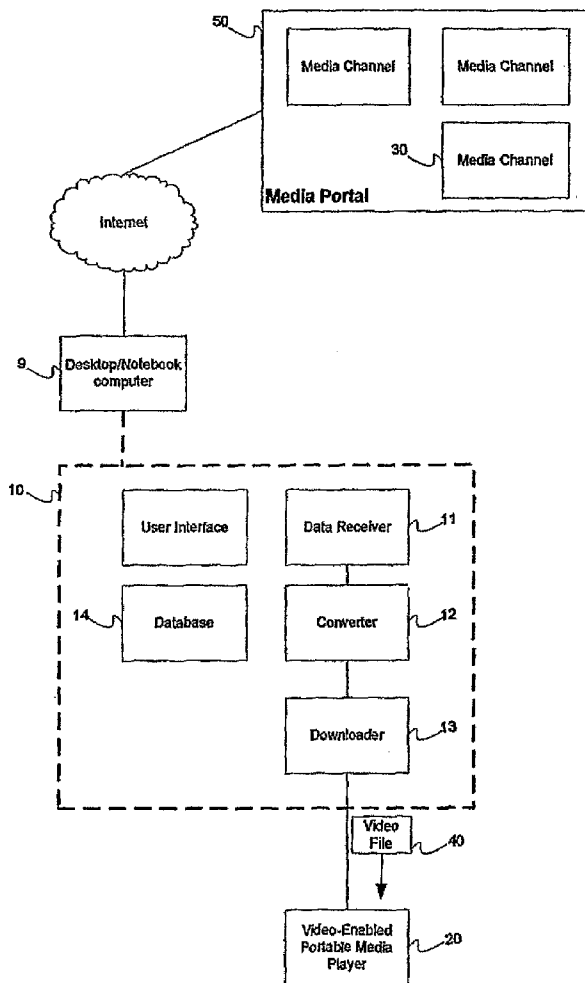 50
Media Channel
Media Channel
30
Media Channel
Media Portal
Internet
9
Desktop/Notebook
computer
10
User Interface
Data Receiver
11
14
Database
Converter
12
Downloader
13
Video
File
40
Video-Enabled
Portable Media
Player
20